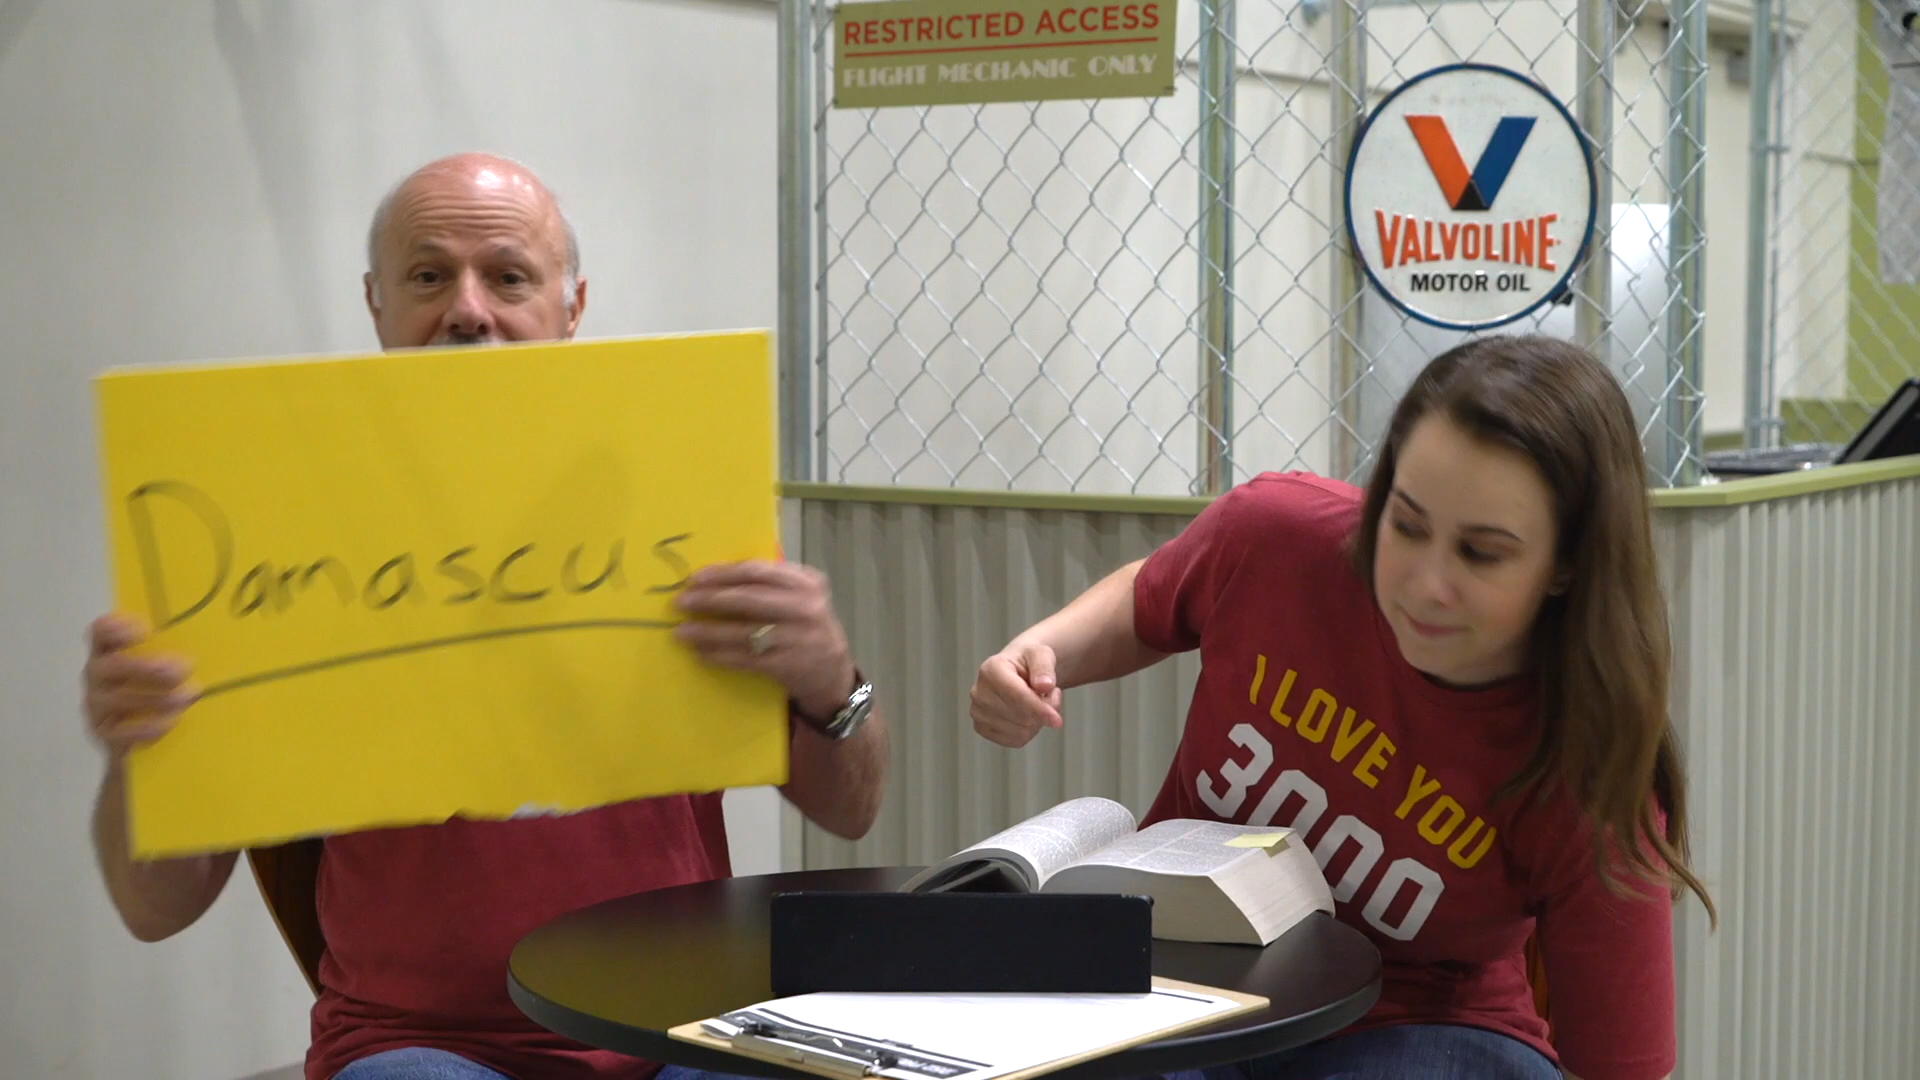 RESTRICTED ACCESS
FLIGHT MECHANIC ONLY
VALVOLINE
MOTOR OIL
Damascus
I LOVE YOU
3000